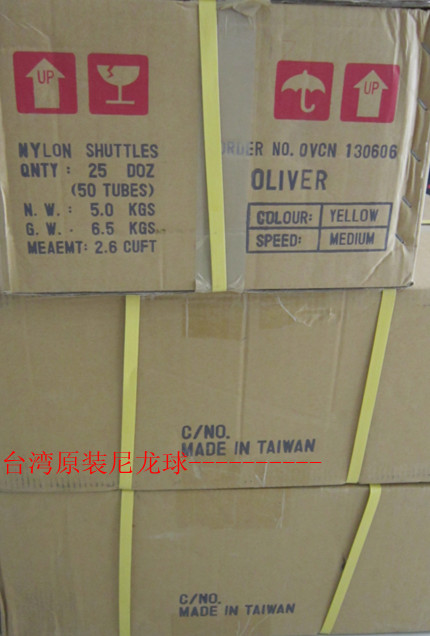 UP
UP
NYLON SHUTTLES
QNTY : 25 DOZ
(50 TUBES)
N. W. : 5.0 KGS
G. W. : 6.5 KGS
MEAEMT: 2.6 CUFT
ORDER NO. OVCN 130606
OLIVER
COLOUR: YELLOW
SPEED: MEDIUM
C/NO.
MADE IN TAIWAN
台湾原装尼龙球----------
C/NO.
MADE IN TAIWAN